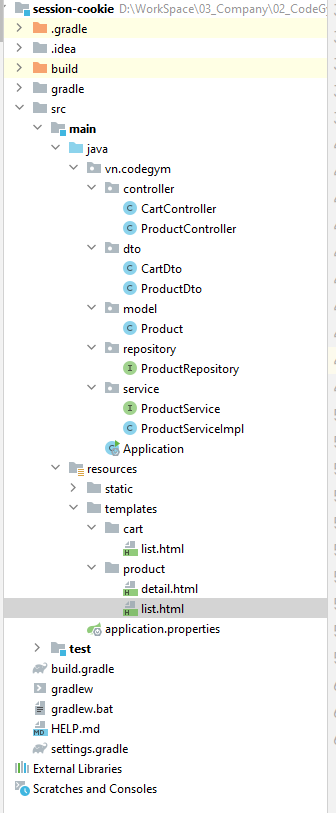 session-cookie D:\WorkSpace\03_Company\02_CodeGy
.gradle
.idea
build
gradle
src
main
java
vn.codegym
controller
CartController
ProductController
dto
CartDto
ProductDto
model
Product
repository
ProductRepository
service
ProductService
ProductServiceImpl
Application
resources
static
templates
cart
list.html
product
detail.html
list.html
application.properties
test
build.gradle
gradlew
gradlew.bat
HELP.md
settings.gradle
External Libraries
Scratches and Consoles